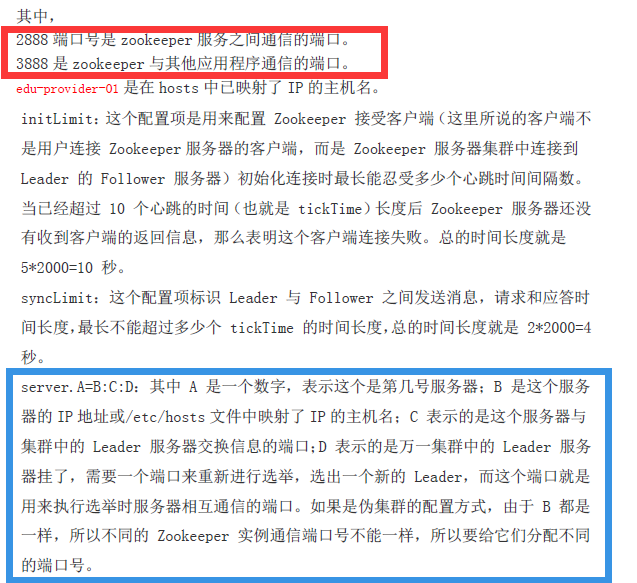 其中，
2888 端口号是 zookeeper 服务之间通信的端口。
3888 是 zookeeper 与其他应用程序通信的端口。
edu-provider-01 是在 hosts 中已映射了 IP 的主机名。
initLimit：这个配置项是用来配置 Zookeeper 接受客户端（这里所说的客户端不
是用户连接 Zookeeper服务器的客户端，而是 Zookeeper 服务器集群中连接到
Leader 的 Follower 服务器）初始化连接时最长能忍受多少个心跳时间间隔数。
当已经超过 10 个心跳的时间（也就是 tickTime）长度后 Zookeeper 服务器还没
有收到客户端的返回信息，那么表明这个客户端连接失败。总的时间长度就是
5*2000=10 秒。
syncLimit：这个配置项标识 Leader 与 Follower 之间发送消息，请求和应答时
间长度，最长不能超过多少个 tickTime 的时间长度，总的时间长度就是 2*2000=4
秒。
server.A=B:C:D：其中 A 是一个数字，表示这个是第几号服务器；B 是这个服务
器的 IP 地址或/etc/hosts 文件中映射了 IP 的主机名；C 表示的是这个服务器与
集群中的 Leader 服务器交换信息的端口；D 表示的是万一集群中的 Leader 服务
器挂了，需要一个端口来重新进行选举，选出一个新的 Leader，而这个端口就是
用来执行选举时服务器相互通信的端口。如果是伪集群的配置方式，由于 B 都是
一样，所以不同的 Zookeeper 实例通信端口号不能一样，所以要给它们分配不同
的端口号。